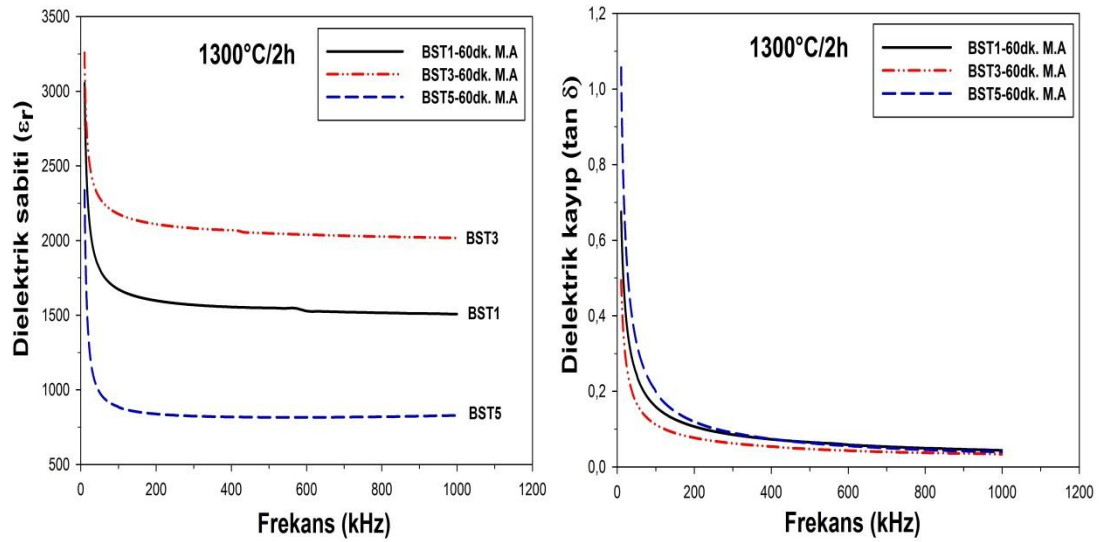 Dielektrik sabiti (εr)
3500
3000
2500
2000
1500
1000
500
1300°C/2h
BST1-60dk. M.A
BST3-60dk. M.A
BST5-60dk. M.A
BST3
BST1
BST5
0 200 400 600 800 1000 1200
Frekans (kHz)
Dielektrik kayıp (tan δ)
1,2
1,0
0,8
0,6
0,4
0,2
0,0
1300°C/2h
BST1-60dk. M.A
BST3-60dk. M.A
BST5-60dk. M.A
0 200 400 600 800 1000 1200
Frekans (kHz)